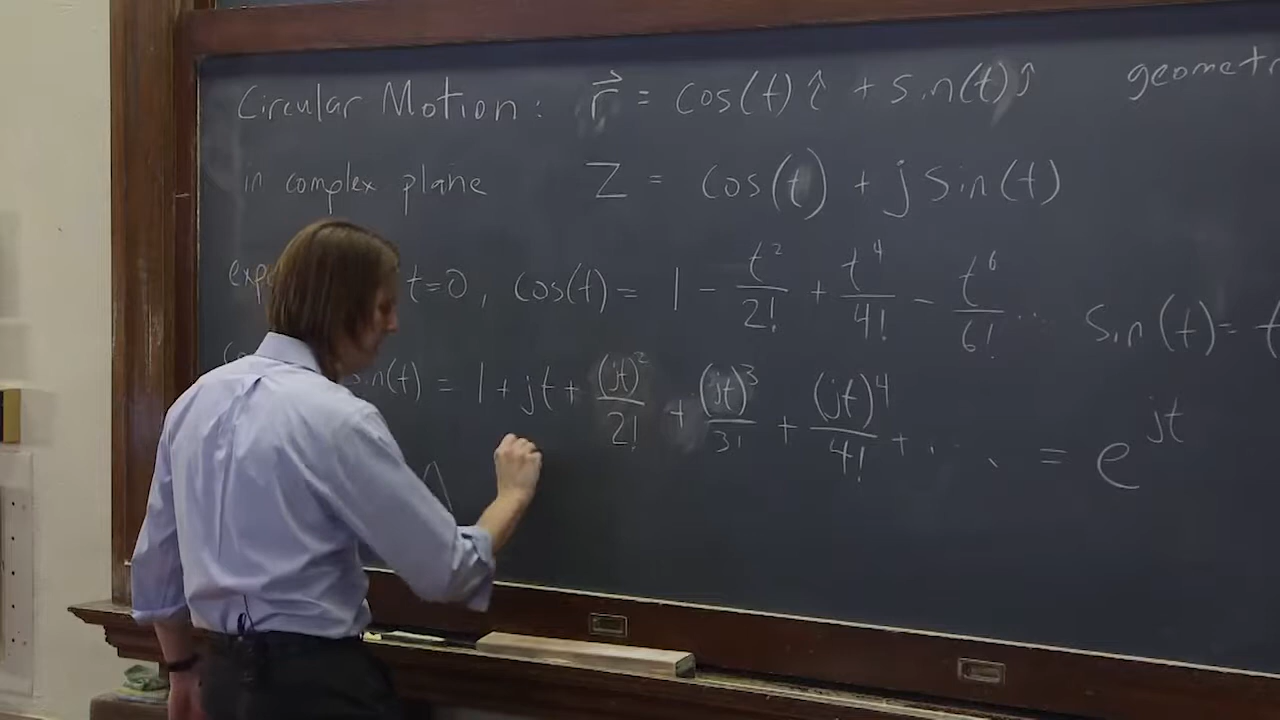 Circular Motion: r⃗ = cos(t) î + sin(t) ĵ geometr
in complex plane Z = cos(t) + j sin(t)
t=0, cos(t) = 1 - t²/2! + t⁴/4! - t⁶/6! ... sin(t) =
sin(t) = 1 + jt + (jt)²/2! + (jt)³/3! + (jt)⁴/4! + ... = e^{jt}